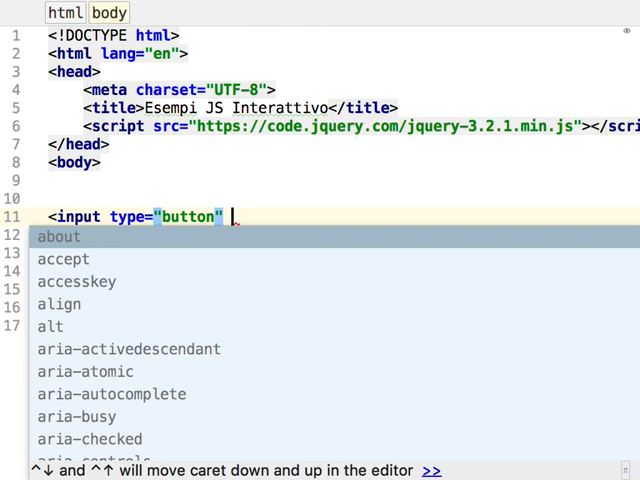 html body
1 <!DOCTYPE html>
2 <html lang="en">
3 <head>
4 <meta charset="UTF-8">
5 <title>Esempi JS Interattivo</title>
6 <script src="https://code.jquery.com/jquery-3.2.1.min.js"></scri
7 </head>
8 <body>
9
10
11 <input type="button"
12 about
13 accept
14 accesskey
15 align
16 alt
17 aria-activedescendant
aria-atomic
aria-autocomplete
aria-busy
aria-checked
aria-controls
^↓ and ^↑ will move caret down and up in the editor >>
π